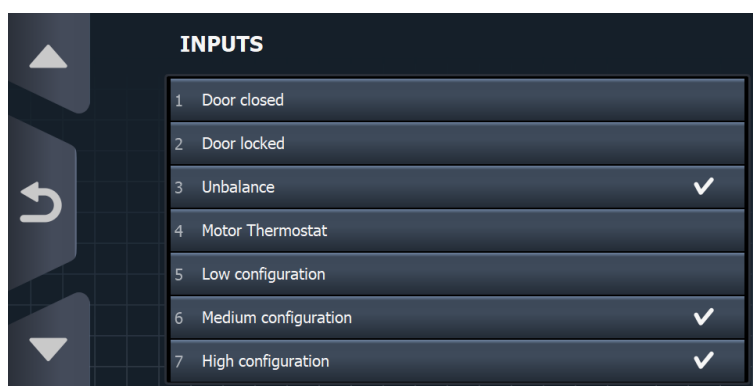 INPUTS
1 Door closed
2 Door locked
3 Unbalance
4 Motor Thermostat
5 Low configuration
6 Medium configuration
7 High configuration